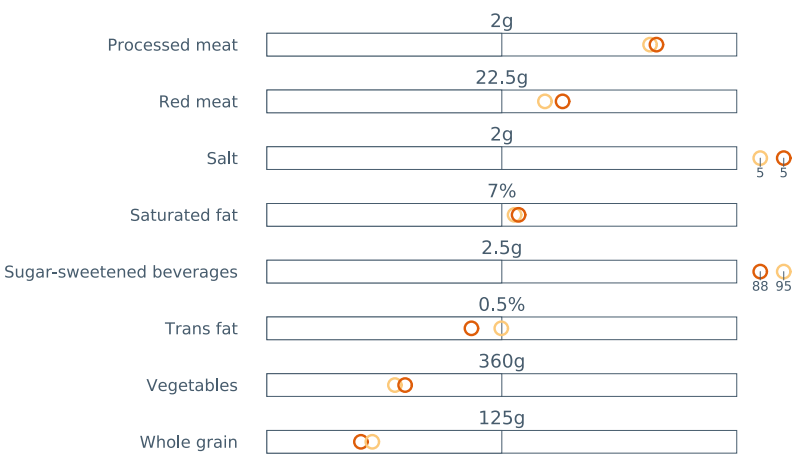 2g
Processed meat
22.5g
Red meat
2g
Salt
5 5
7%
Saturated fat
2.5g
Sugar-sweetened beverages
88 95
0.5%
Trans fat
360g
Vegetables
125g
Whole grain